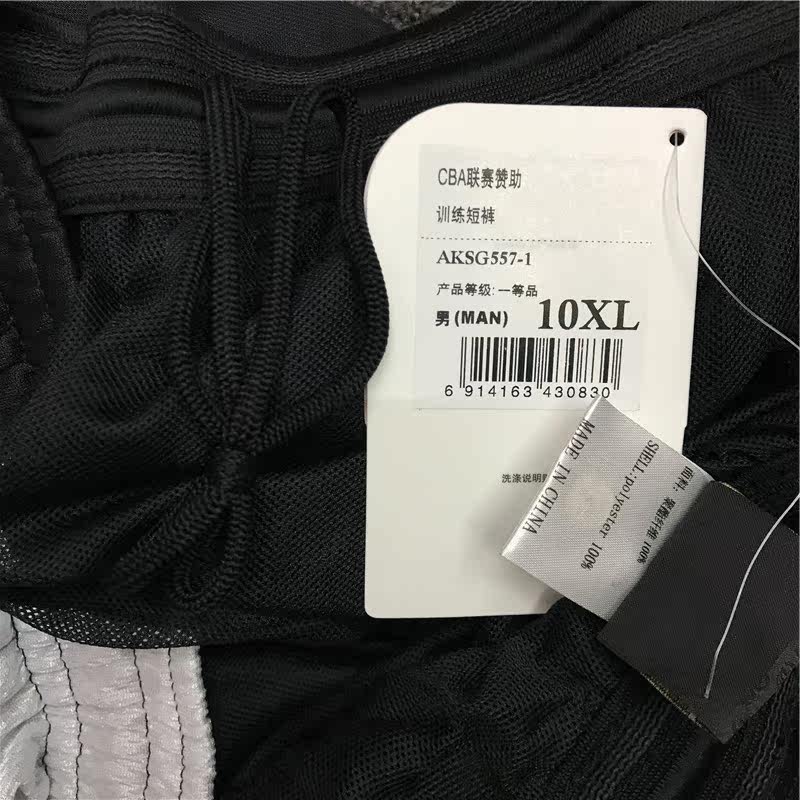 CBA联赛赞助
训练短裤
AKSG557-1
产品等级:一等品
男(MAN) 10XL
6 914163 430830
洗涤说明
MADE IN CHINA
SHELL:polyester 100%
面料:聚酯纤维 100%